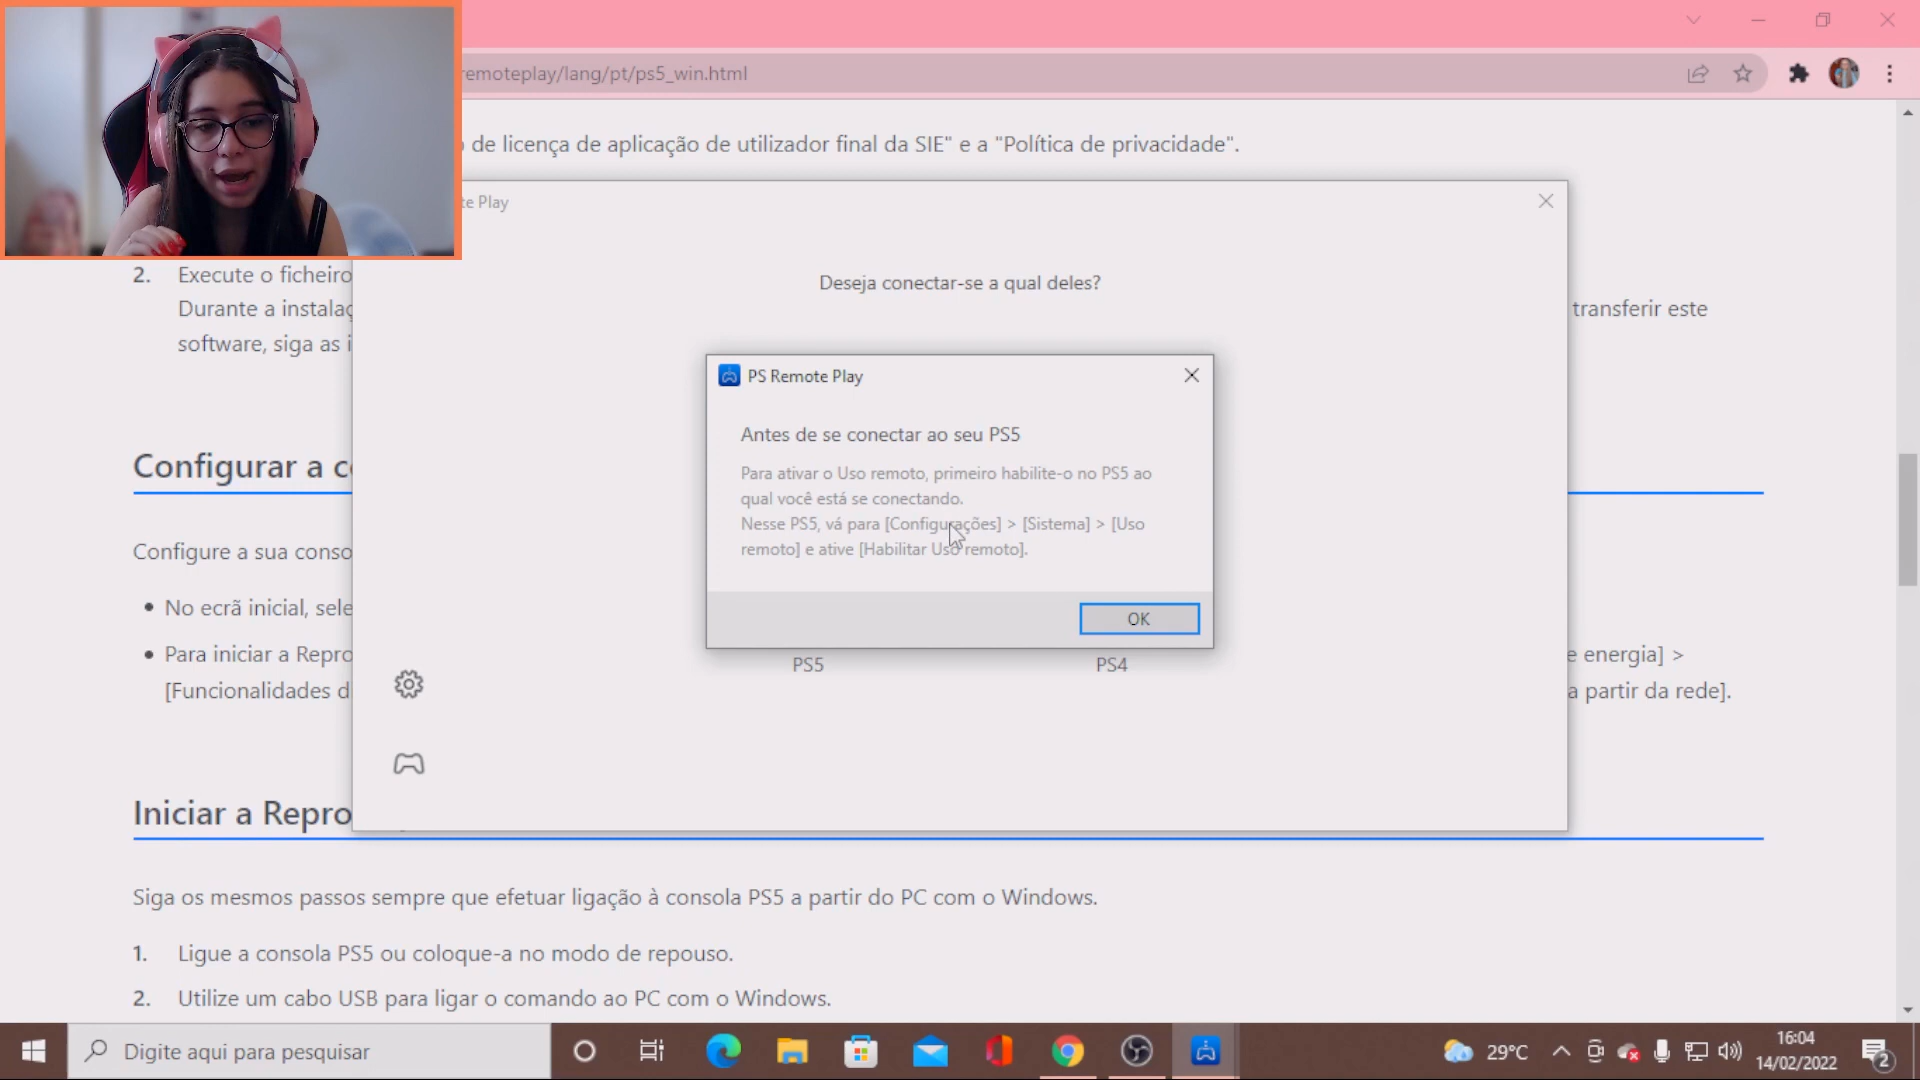 emoteplay/lang/pt/ps5_win.html
de licença de aplicação de utilizador final da SIE" e a "Política de privacidade".
Play
Deseja conectar-se a qual deles?
2. Execute o ficheiro
Durante a instalaç
transferir este
software, siga as i
PS Remote Play
Antes de se conectar ao seu PS5
Para ativar o Uso remoto, primeiro habilite-o no PS5 ao
qual você está se conectando.
Nesse PS5, vá para [Configurações] > [Sistema] > [Uso
remoto] e ative [Habilitar Uso remoto].
OK
PS5
PS4
Configurar a c
Configure a sua conso
• No ecrã inicial, sele
• Para iniciar a Repro
e energia] >
[Funcionalidades d
a partir da rede].
Iniciar a Repro
Siga os mesmos passos sempre que efetuar ligação à consola PS5 a partir do PC com o Windows.
1. Ligue a consola PS5 ou coloque-a no modo de repouso.
2. Utilize um cabo USB para ligar o comando ao PC com o Windows.
Digite aqui para pesquisar
29°C
16:04
14/02/2022
2